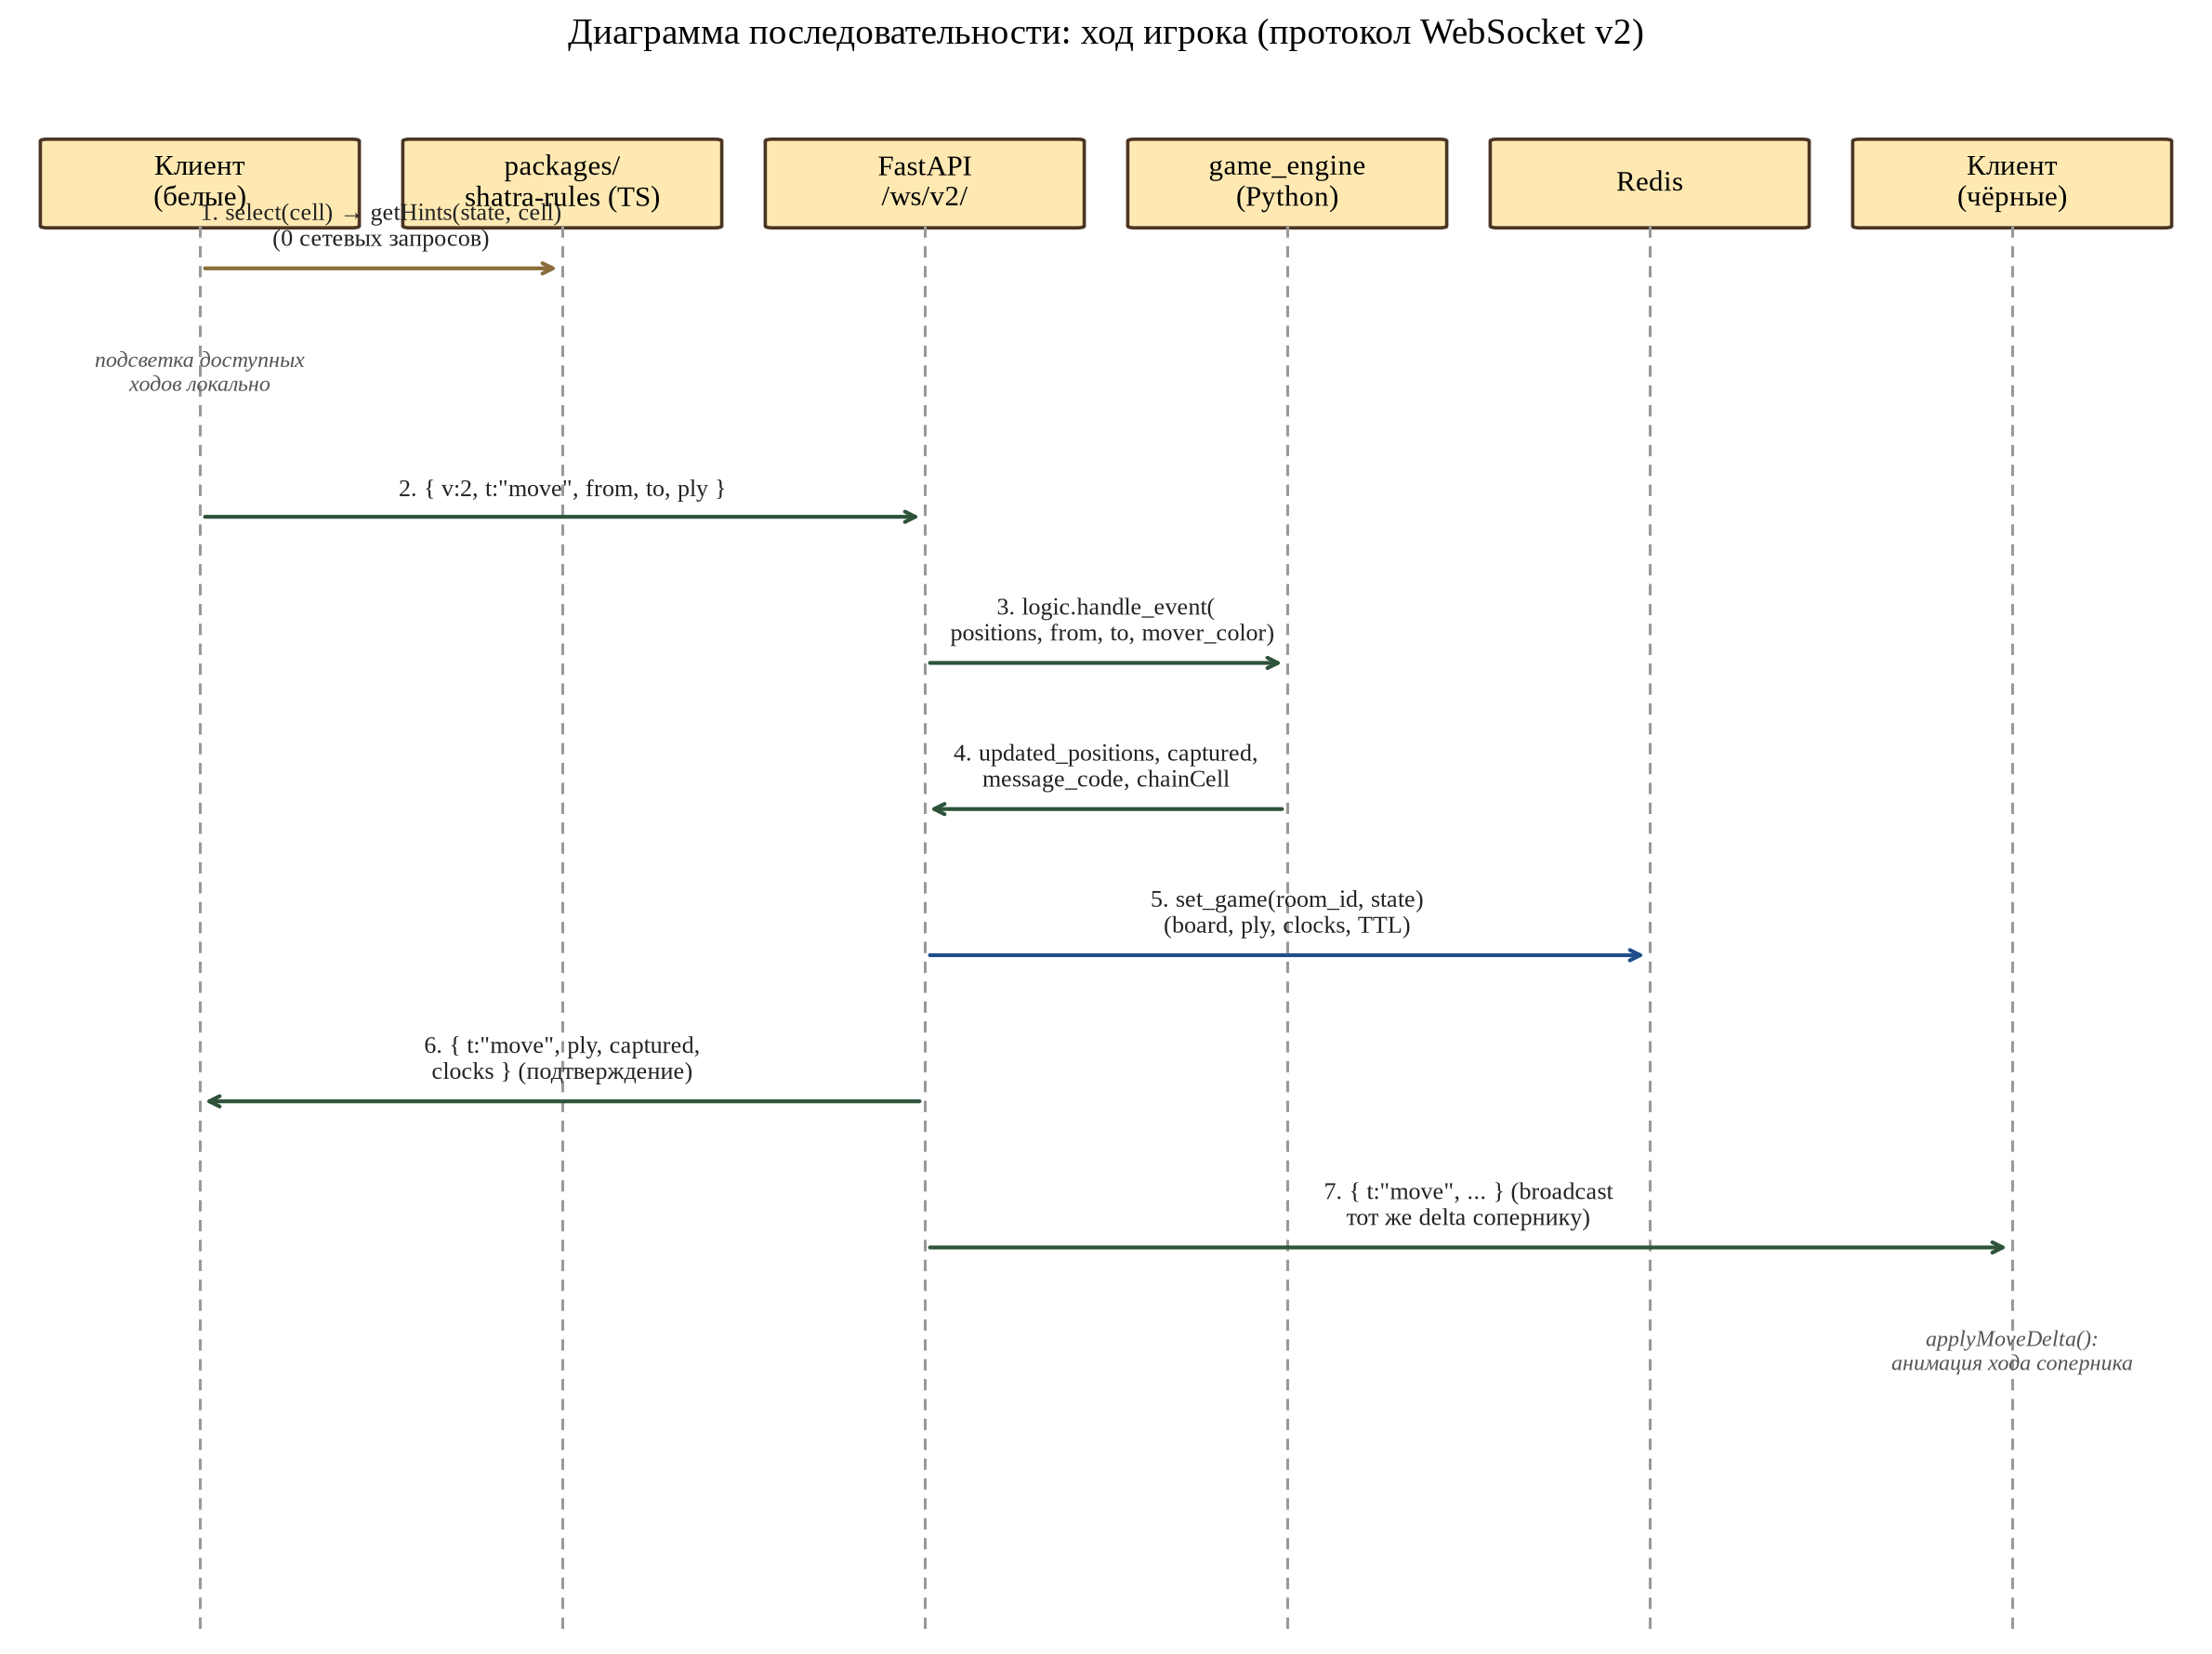 Диаграмма последовательности: ход игрока (протокол WebSocket v2)
Клиент
(белые)
packages/
shatra-rules (TS)
FastAPI
/ws/v2/
game_engine
(Python)
Redis
Клиент
(чёрные)
1. select(cell) → getHints(state, cell)
(0 сетевых запросов)
подсветка доступных
ходов локально
2. { v:2, t:"move", from, to, ply }
3. logic.handle_event(
positions, from, to, mover_color)
4. updated_positions, captured,
message_code, chainCell
5. set_game(room_id, state)
(board, ply, clocks, TTL)
6. { t:"move", ply, captured,
clocks } (подтверждение)
7. { t:"move", ... } (broadcast
тот же delta сопернику)
applyMoveDelta():
анимация хода соперника